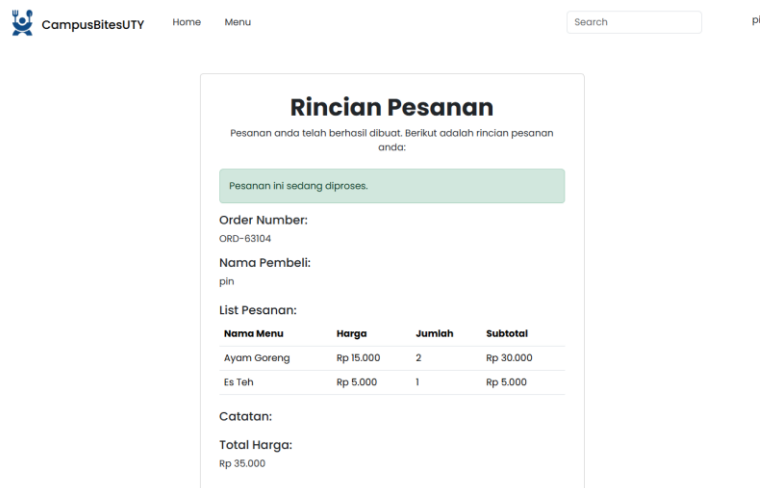 CampusBitesUTY Home Menu Search pi
Rincian Pesanan
Pesanan anda telah berhasil dibuat. Berikut adalah rincian pesanan
anda:
Pesanan ini sedang diproses.
Order Number:
ORD-63104
Nama Pembeli:
pin
List Pesanan:
Nama Menu Harga Jumlah Subtotal
Ayam Goreng Rp 15.000 2 Rp 30.000
Es Teh Rp 5.000 1 Rp 5.000
Catatan:
Total Harga:
Rp 35.000